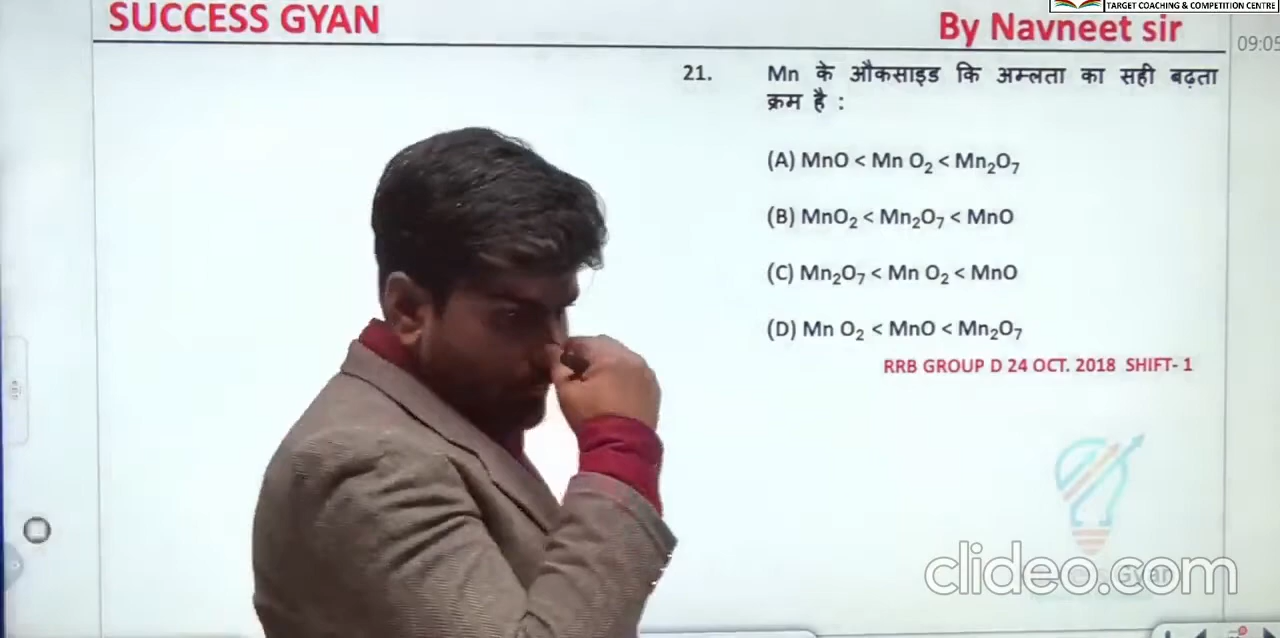 TARGET COACHING & COMPETITION CENTRE
SUCCESS GYAN
By Navneet sir
09:05
21. Mn के औकसाइड कि अम्लता का सही बढ़ता
क्रम है :
(A) MnO < Mn O₂ < Mn₂O₇
(B) MnO₂ < Mn₂O₇ < MnO
(C) Mn₂O₇ < Mn O₂ < MnO
(D) Mn O₂ < MnO < Mn₂O₇
RRB GROUP D 24 OCT. 2018 SHIFT- 1
clideo.com